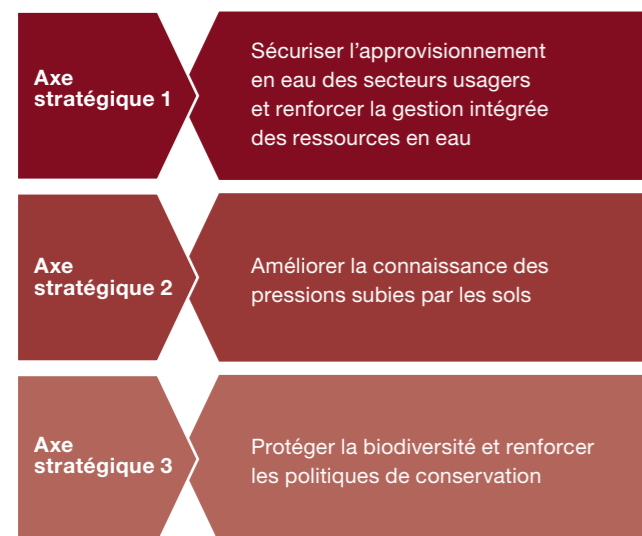 Axe
stratégique 1
Sécuriser l’approvisionnement
en eau des secteurs usagers
et renforcer la gestion intégrée
des ressources en eau
Axe
stratégique 2
Améliorer la connaissance des
pressions subies par les sols
Axe
stratégique 3
Protéger la biodiversité et renforcer
les politiques de conservation